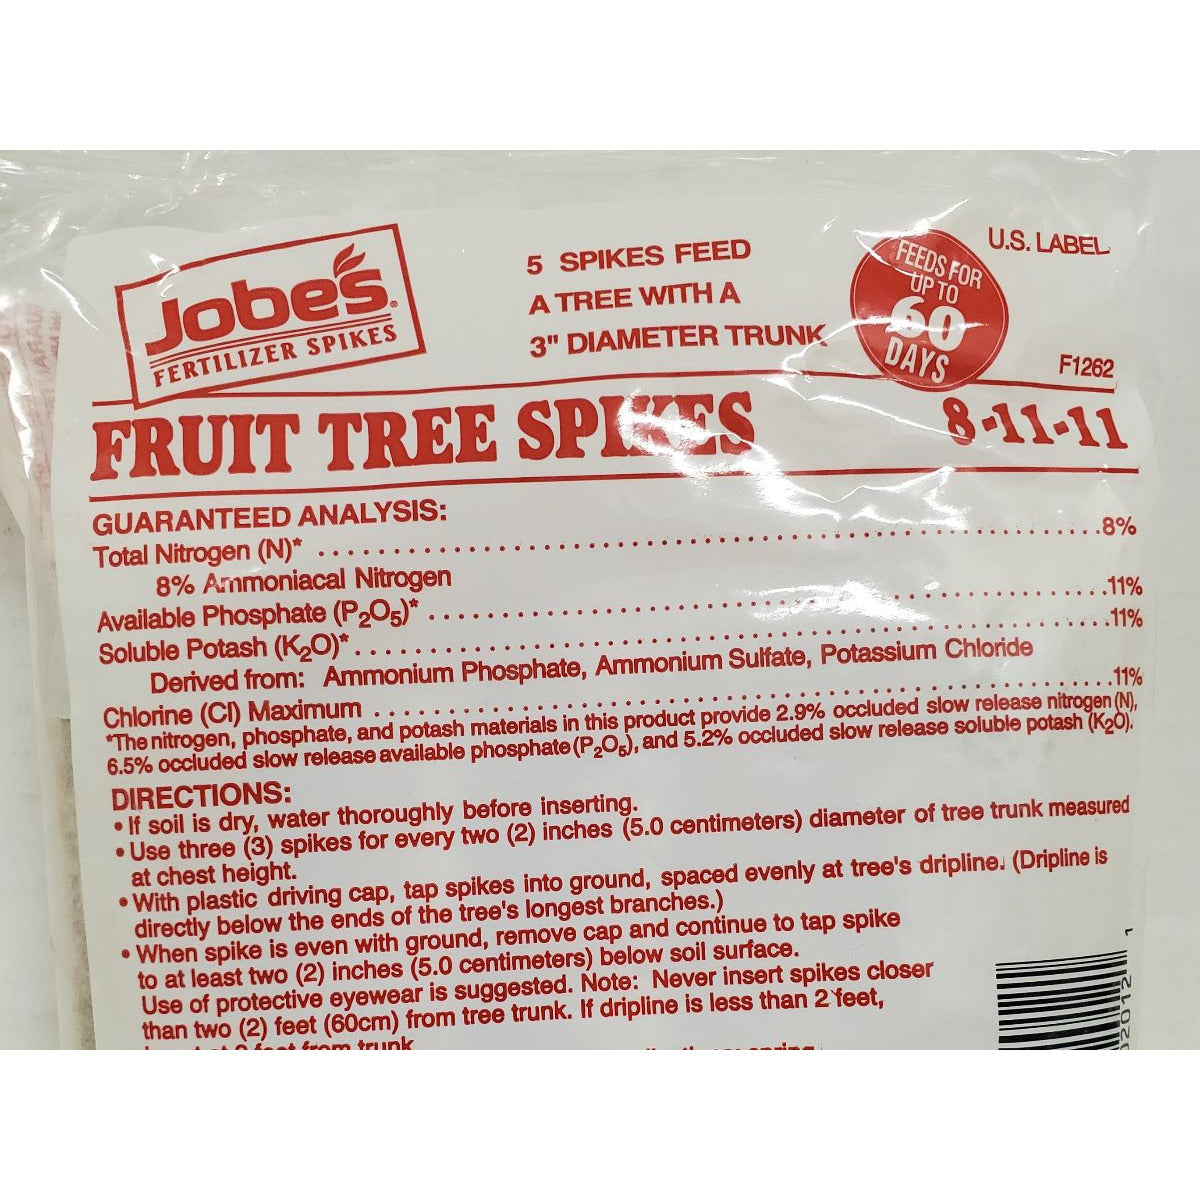 Jobe's®
FERTILIZER SPIKES
5 SPIKES FEED
A TREE WITH A
3" DIAMETER TRUNK
FEEDS FOR
UP TO
60
DAYS
U.S. LABEL
F1262
FRUIT TREE SPIKES
8-11-11
GUARANTEED ANALYSIS:
Total Nitrogen (N)* ........8%
8% Ammoniacal Nitrogen
Available Phosphate (P₂O₅)* ........11%
Soluble Potash (K₂O)* ........11%
Derived from: Ammonium Phosphate, Ammonium Sulfate, Potassium Chloride
Chlorine (Cl) Maximum ........11%
*The nitrogen, phosphate, and potash materials in this product provide 2.9% occluded slow release nitrogen (N),
6.5% occluded slow release available phosphate (P₂O₅), and 5.2% occluded slow release soluble potash (K₂O).
DIRECTIONS:
• If soil is dry, water thoroughly before inserting.
• Use three (3) spikes for every two (2) inches (5.0 centimeters) diameter of tree trunk measured
at chest height.
• With plastic driving cap, tap spikes into ground, spaced evenly at tree's dripline. (Dripline is
directly below the ends of the tree's longest branches.)
• When spike is even with ground, remove cap and continue to tap spike
to at least two (2) inches (5.0 centimeters) below soil surface.
Use of protective eyewear is suggested. Note: Never insert spikes closer
than two (2) feet (60cm) from tree trunk. If dripline is less than 2 feet,
from trunk
02012 1